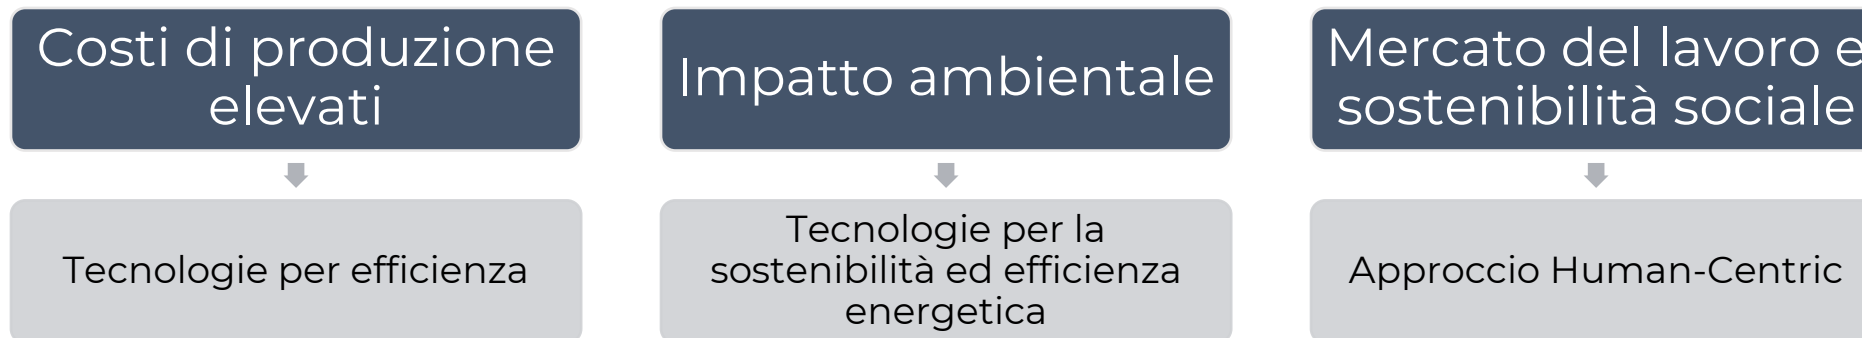 Costi di produzione
elevati
Tecnologie per efficienza
Impatto ambientale
Tecnologie per la
sostenibilità ed efficienza
energetica
Mercato del lavoro e
sostenibilità sociale
Approccio Human-Centric